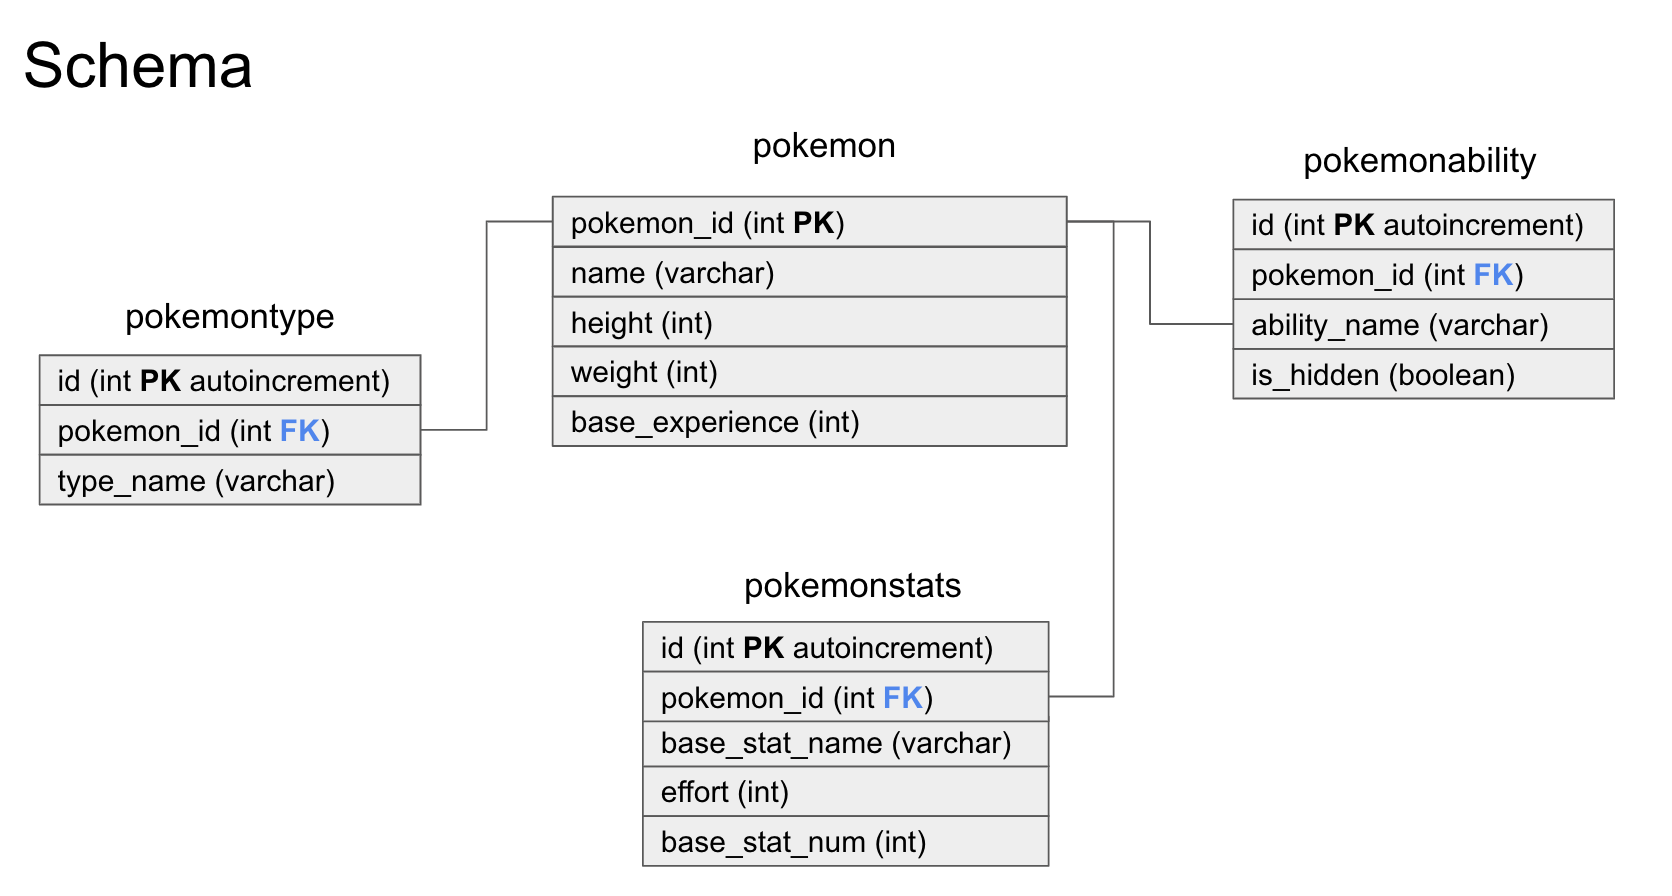 Schema
pokemon
pokemon_id (int PK)
name (varchar)
height (int)
weight (int)
base_experience (int)
pokemonability
id (int PK autoincrement)
pokemon_id (int FK)
ability_name (varchar)
is_hidden (boolean)
pokemontype
id (int PK autoincrement)
pokemon_id (int FK)
type_name (varchar)
pokemonstats
id (int PK autoincrement)
pokemon_id (int FK)
base_stat_name (varchar)
effort (int)
base_stat_num (int)